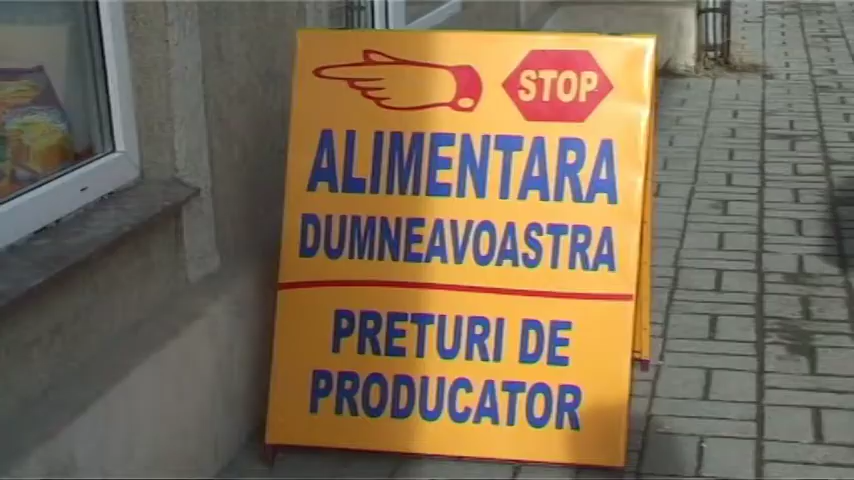 STOP
ALIMENTARA
DUMNEAVOASTRA
PRETURI DE
PRODUCATOR